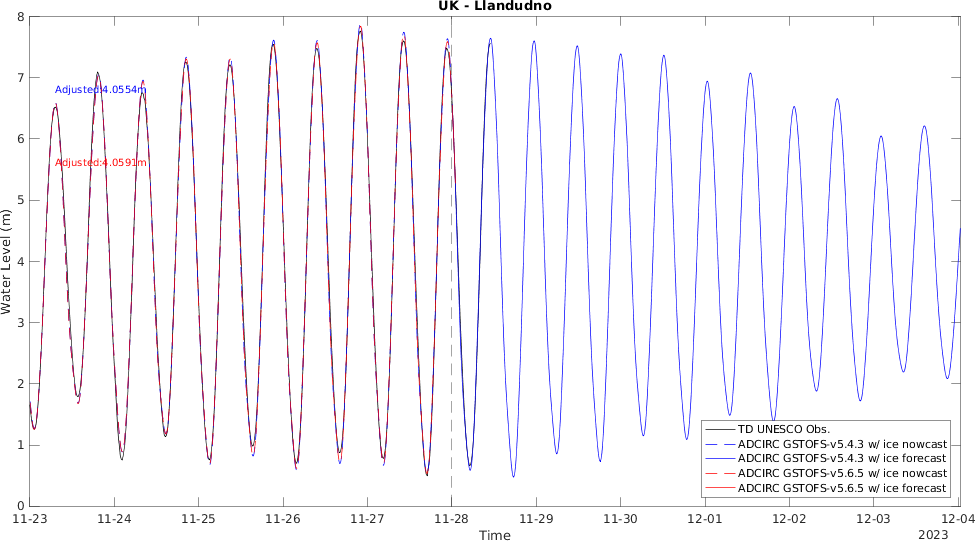 UK - Llandudno
8
7
6
5
4
3
2
1
0
Water Level (m)
Adjusted:4.0554m
Adjusted:4.0591m
TD UNESCO Obs.
ADCIRC GSTOFS-v5.4.3 w/ ice nowcast
ADCIRC GSTOFS-v5.4.3 w/ ice forecast
ADCIRC GSTOFS-v5.6.5 w/ ice nowcast
ADCIRC GSTOFS-v5.6.5 w/ ice forecast
11-23 11-24 11-25 11-26 11-27 11-28 11-29 11-30 12-01 12-02 12-03 12-04
Time
2023